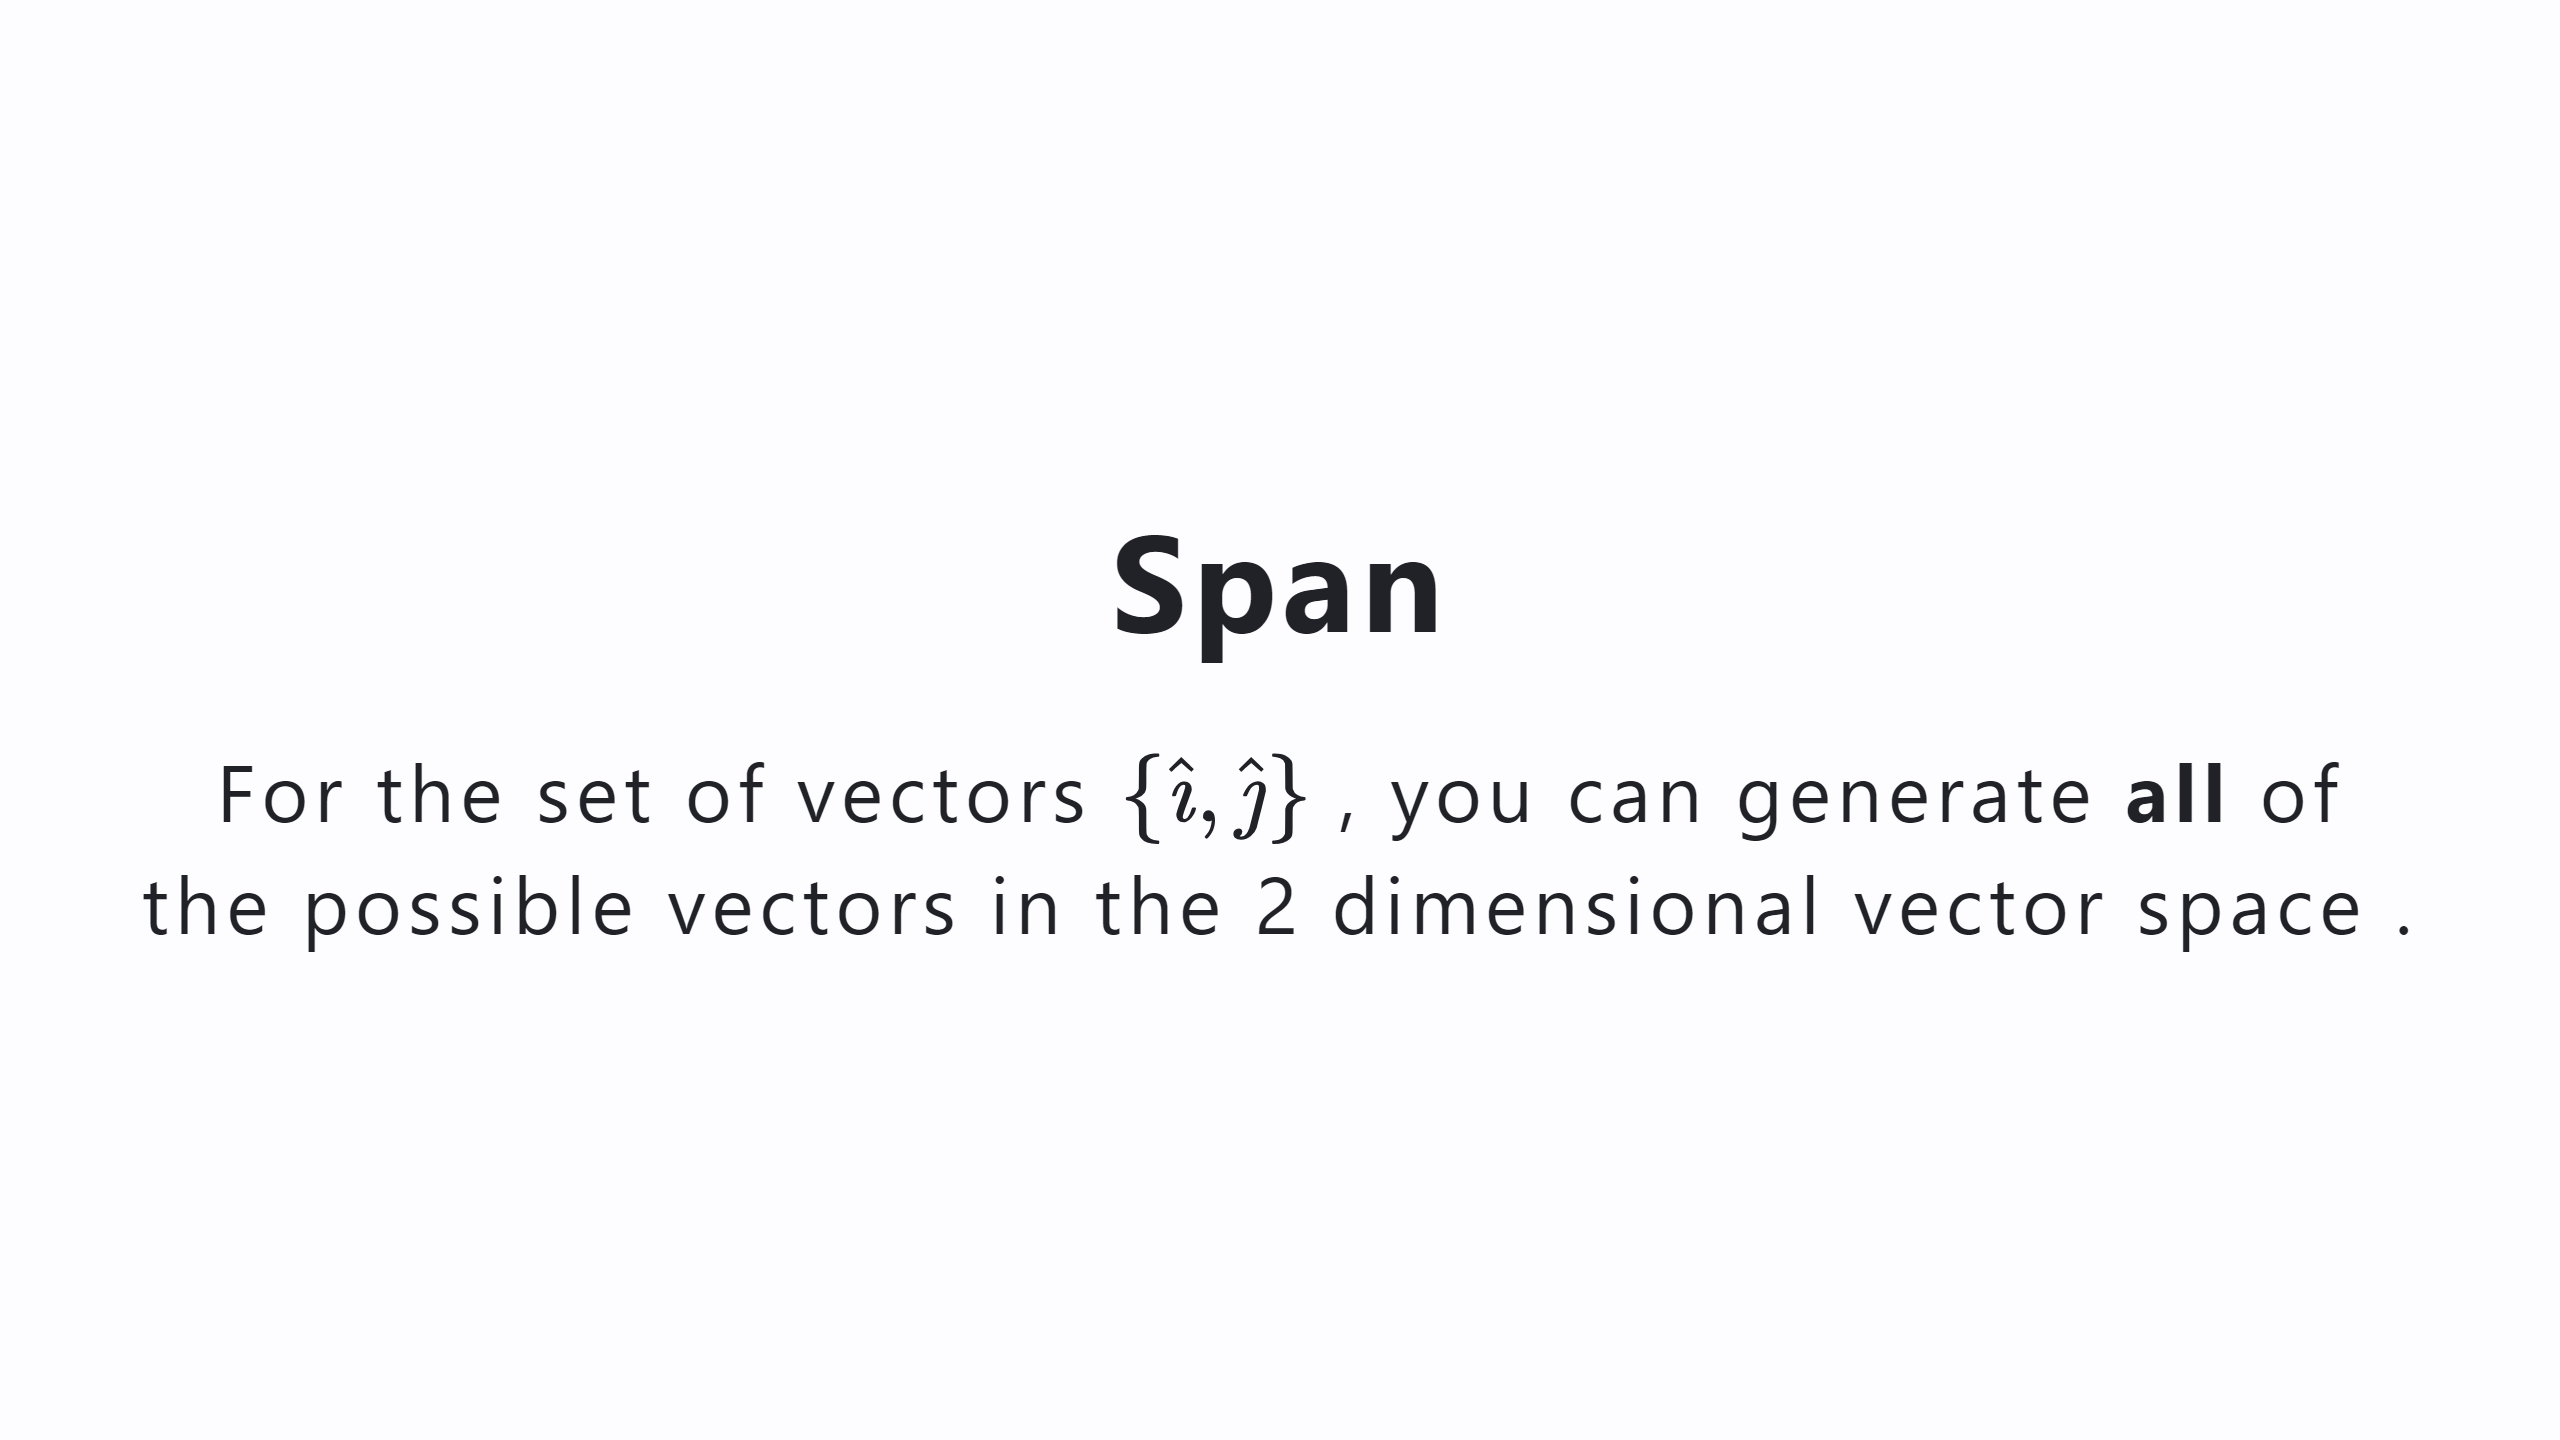 Span
For the set of vectors {î, ĵ} , you can generate all of
the possible vectors in the 2 dimensional vector space .